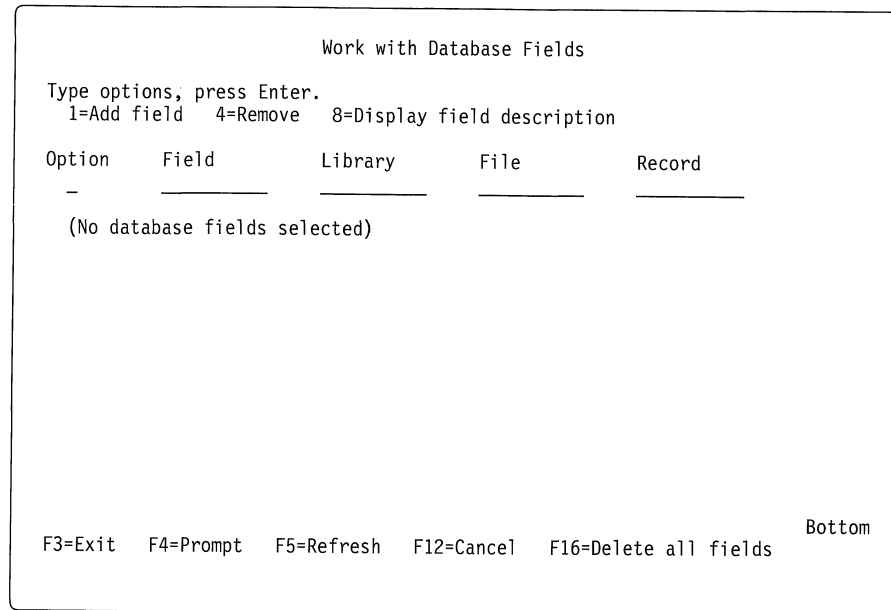 Work with Database Fields
Type options, press Enter.
1=Add field 4=Remove 8=Display field description
Option Field Library File Record
(No database fields selected)
Bottom
F3=Exit F4=Prompt F5=Refresh F12=Cancel F16=Delete all fields